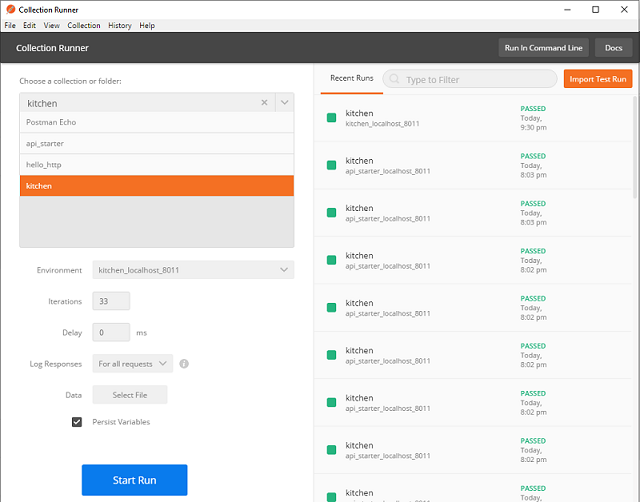 Collection Runner
File Edit View Collection History Help
Collection Runner
Run In Command Line
Docs
Choose a collection or folder:
kitchen
Postman Echo
api_starter
hello_http
kitchen
Environment kitchen_localhost_8011
Iterations 33
Delay 0 ms
Log Responses For all requests
Data Select File
Persist Variables
Start Run
Recent Runs
Type to Filter
Import Test Run
kitchen
kitchen_localhost_8011
PASSED
Today,
9:30 pm
kitchen
api_starter_localhost_8011
PASSED
Today,
8:03 pm
kitchen
api_starter_localhost_8011
PASSED
Today,
8:03 pm
kitchen
api_starter_localhost_8011
PASSED
Today,
8:02 pm
kitchen
api_starter_localhost_8011
PASSED
Today,
8:02 pm
kitchen
api_starter_localhost_8011
PASSED
Today,
8:02 pm
kitchen
api_starter_localhost_8011
PASSED
Today,
8:02 pm
kitchen
api_starter_localhost_8011
PASSED
Today,
8:02 pm
kitchen
api_starter_localhost_8011
PASSED
Today,